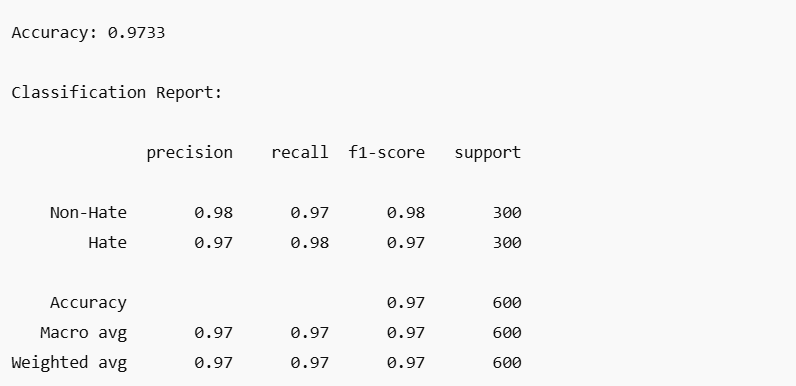 Accuracy: 0.9733
Classification Report:
precision recall f1-score support
Non-Hate 0.98 0.97 0.98 300
Hate 0.97 0.98 0.97 300
Accuracy 0.97 600
Macro avg 0.97 0.97 0.97 600
Weighted avg 0.97 0.97 0.97 600